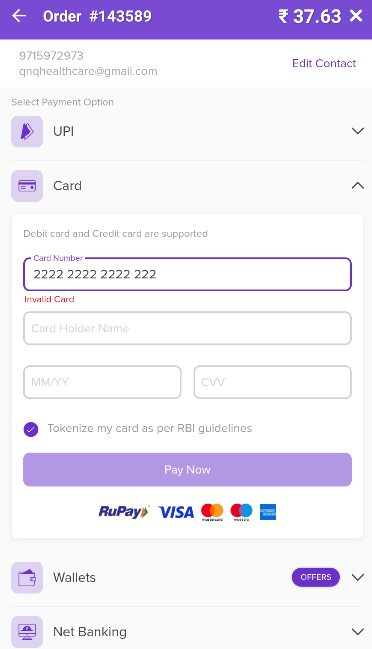 Order #143589
₹ 37.63
9715972973
qnqhealthcare@gmail.com
Edit Contact
Select Payment Option
UPI
Card
Debit card and Credit card are supported
Card Number
2222 2222 2222 222
Invalid Card
Card Holder Name
MM/YY
CVV
Tokenize my card as per RBI guidelines
Pay Now
RuPay VISA
Wallets
OFFERS
Net Banking